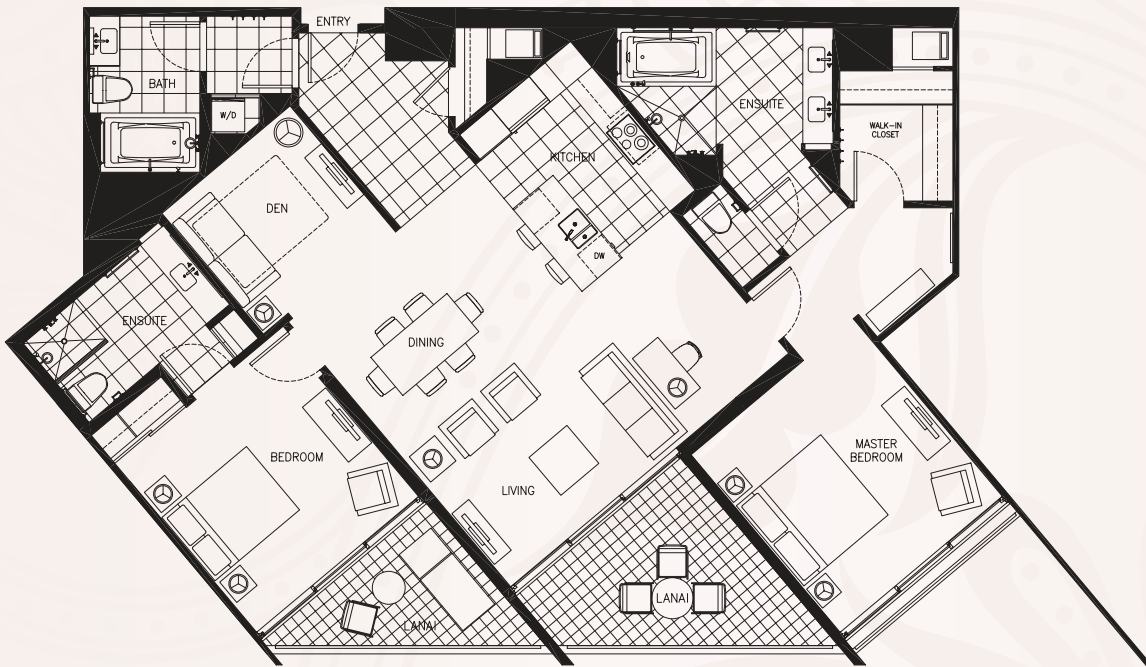 ENTRY
BATH
W/D
ENSUITE
WALK-IN
CLOSET
KITCHEN
DEN
DW
ENSUITE
DINING
BEDROOM
MASTER
BEDROOM
LIVING
LANAI
LANAI